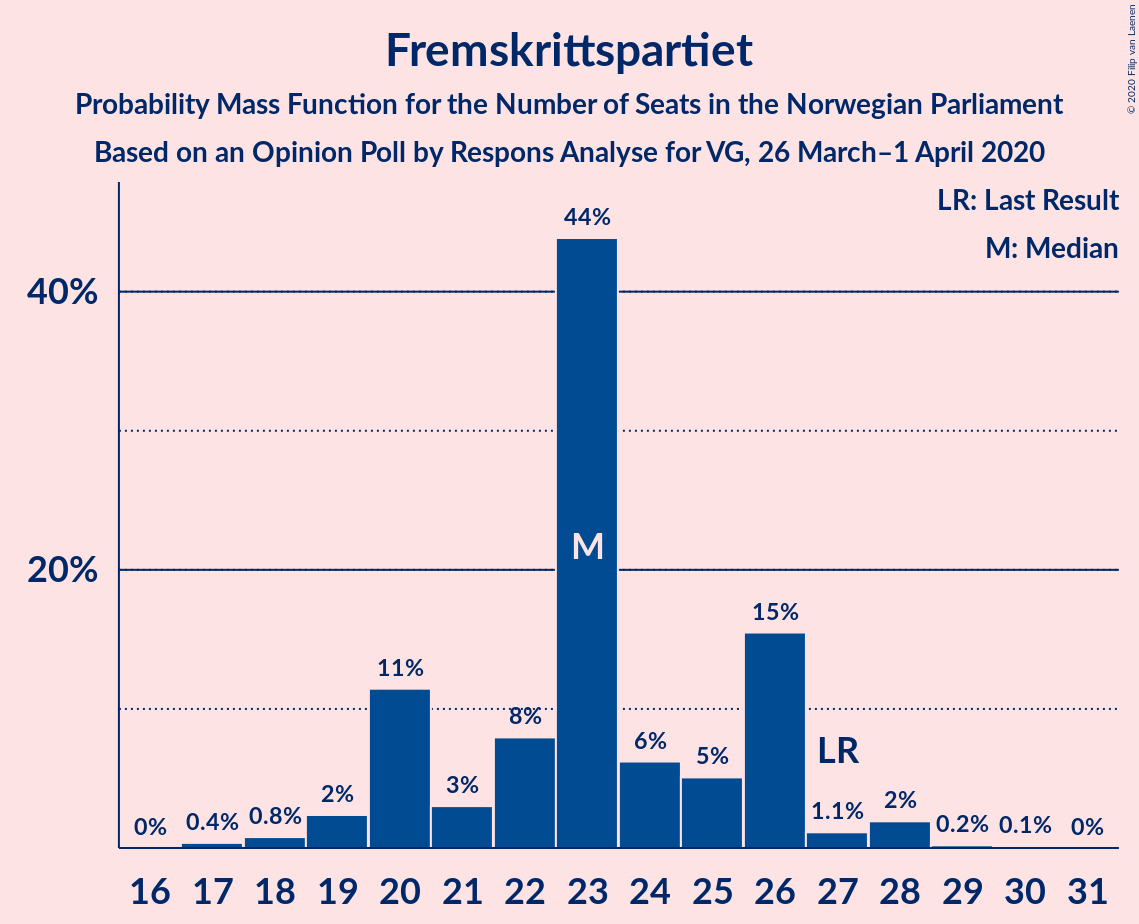 Fremskrittspartiet
Probability Mass Function for the Number of Seats in the Norwegian Parliament
Based on an Opinion Poll by Respons Analyse for VG, 26 March–1 April 2020
© 2020 Filip van Laenen
LR: Last Result
M: Median
40%
20%
0%
0.4%
0.8%
2%
11%
3%
8%
44%
M
6%
5%
15%
LR
1.1%
2%
0.2%
0.1%
0%
16 17 18 19 20 21 22 23 24 25 26 27 28 29 30 31